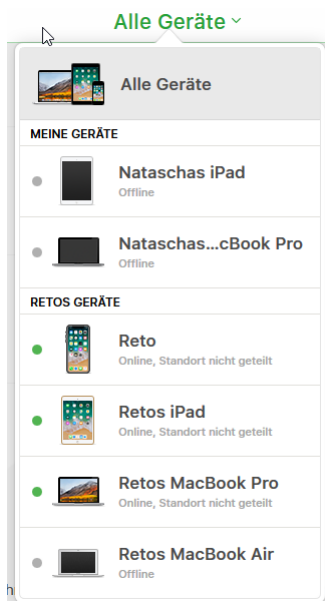 Alle Geräte
Alle Geräte
MEINE GERÄTE
Nataschas iPad
Offline
Nataschas...cBook Pro
Offline
RETOS GERÄTE
Reto
Online, Standort nicht geteilt
Retos iPad
Online, Standort nicht geteilt
Retos MacBook Pro
Online, Standort nicht geteilt
Retos MacBook Air
Offline